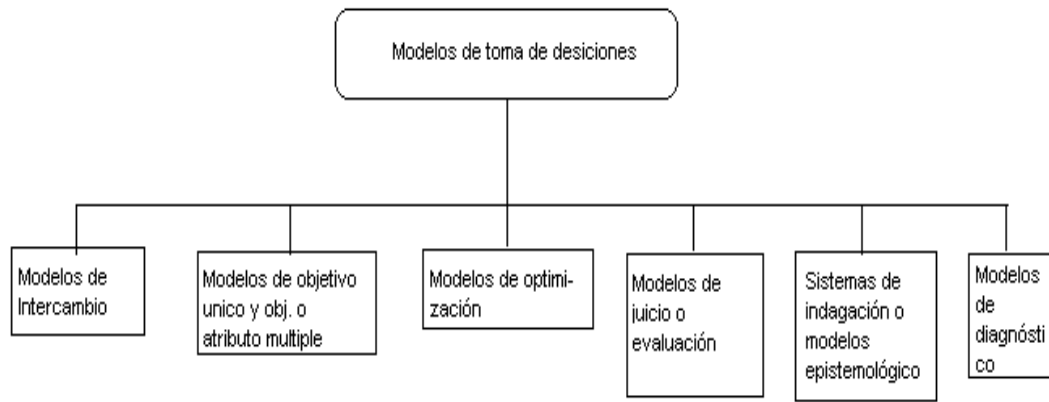 Modelos de toma de desiciones
Modelos de
Intercambio
Modelos de objetivo
unico y obj. o
atributo multiple
Modelos de optimi-
zación
Modelos de
juicio o
evaluación
Sistemas de
indagación o
modelos
epistemológico
Modelos
de
diagnósti
co